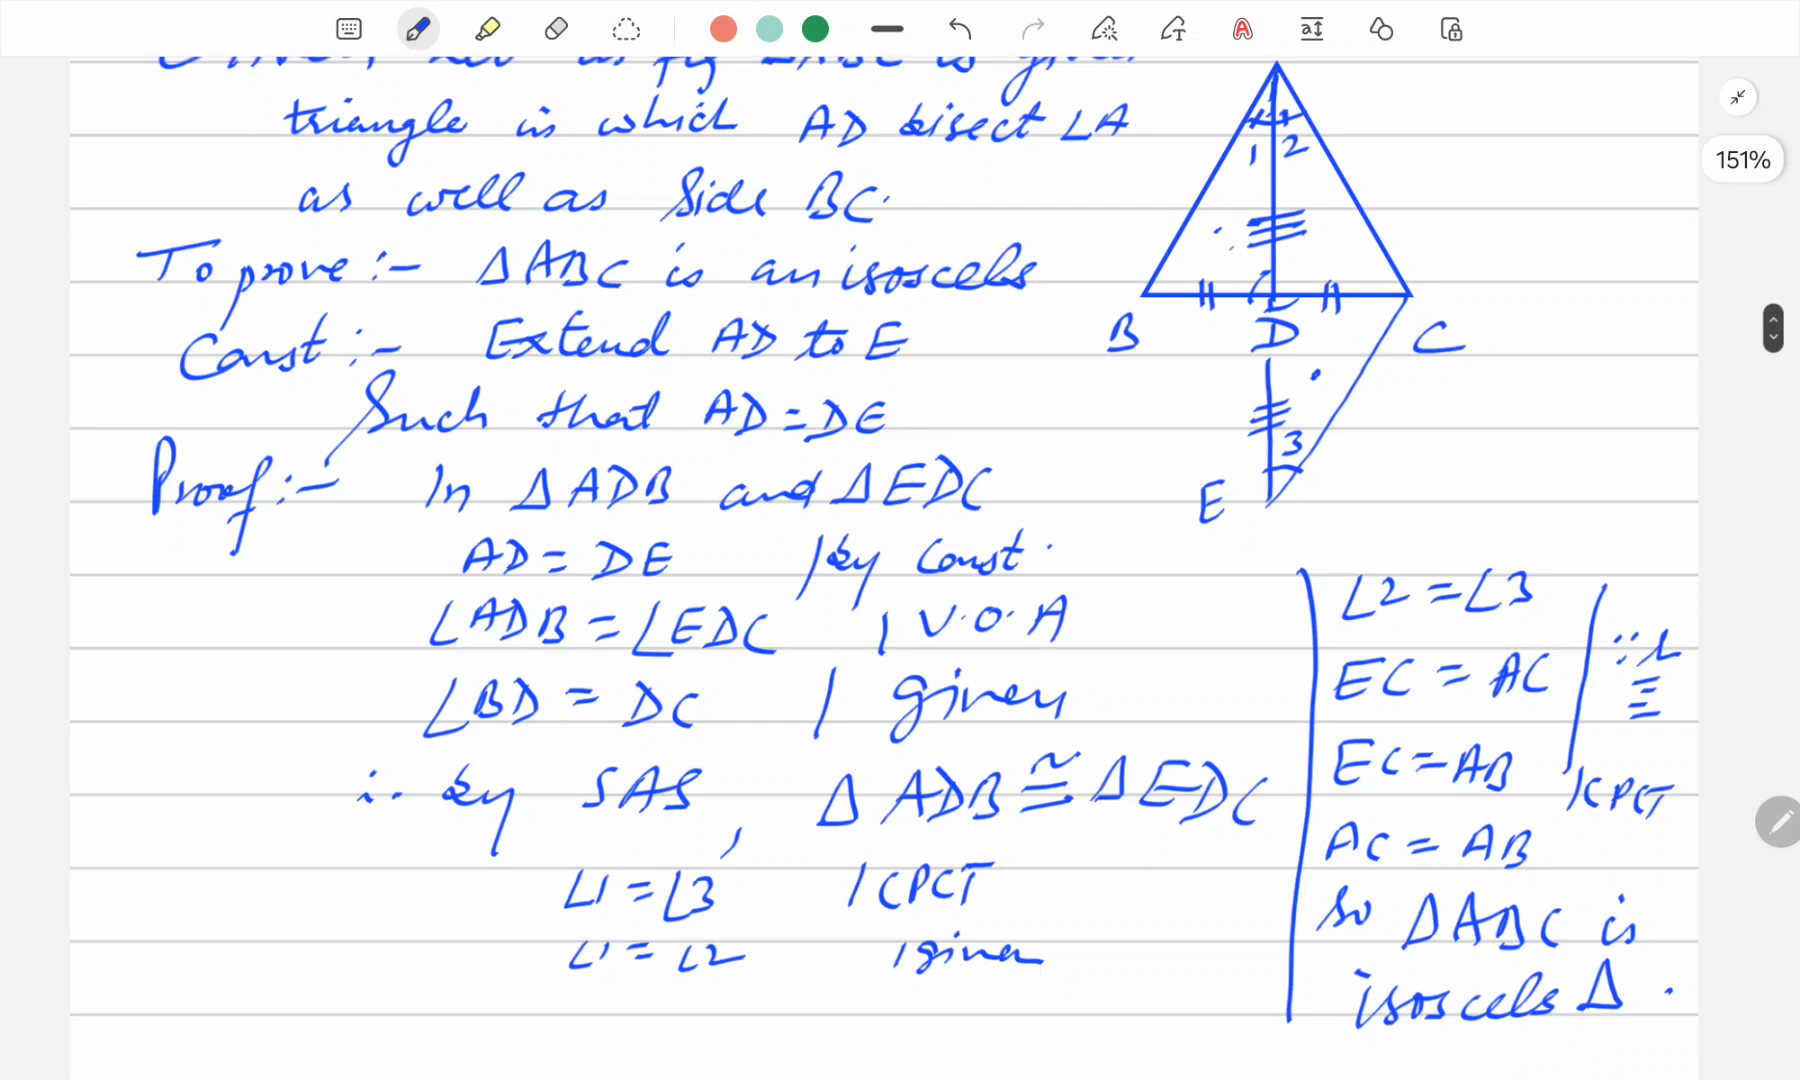 triangle in which AD bisect ∠A
as well as side BC.
To prove :- ΔABC is an isoscels
Const :- Extend AD to E
Such that AD = DE
Proof :- In ΔADB and ΔEDC
AD = DE / by Const.
∠ADB = ∠EDC / V.O.A
∠BD = DC / given
∴ by SAS, ΔADB ≅ ΔEDC
∠1 = ∠3 / CPCT
∠1 = ∠2 / given
1 2
B D C
3
E
∠2 = ∠3
EC = AC
EC = AB / CPCT
AC = AB
so ΔABC is
isoscels Δ.
A
151%